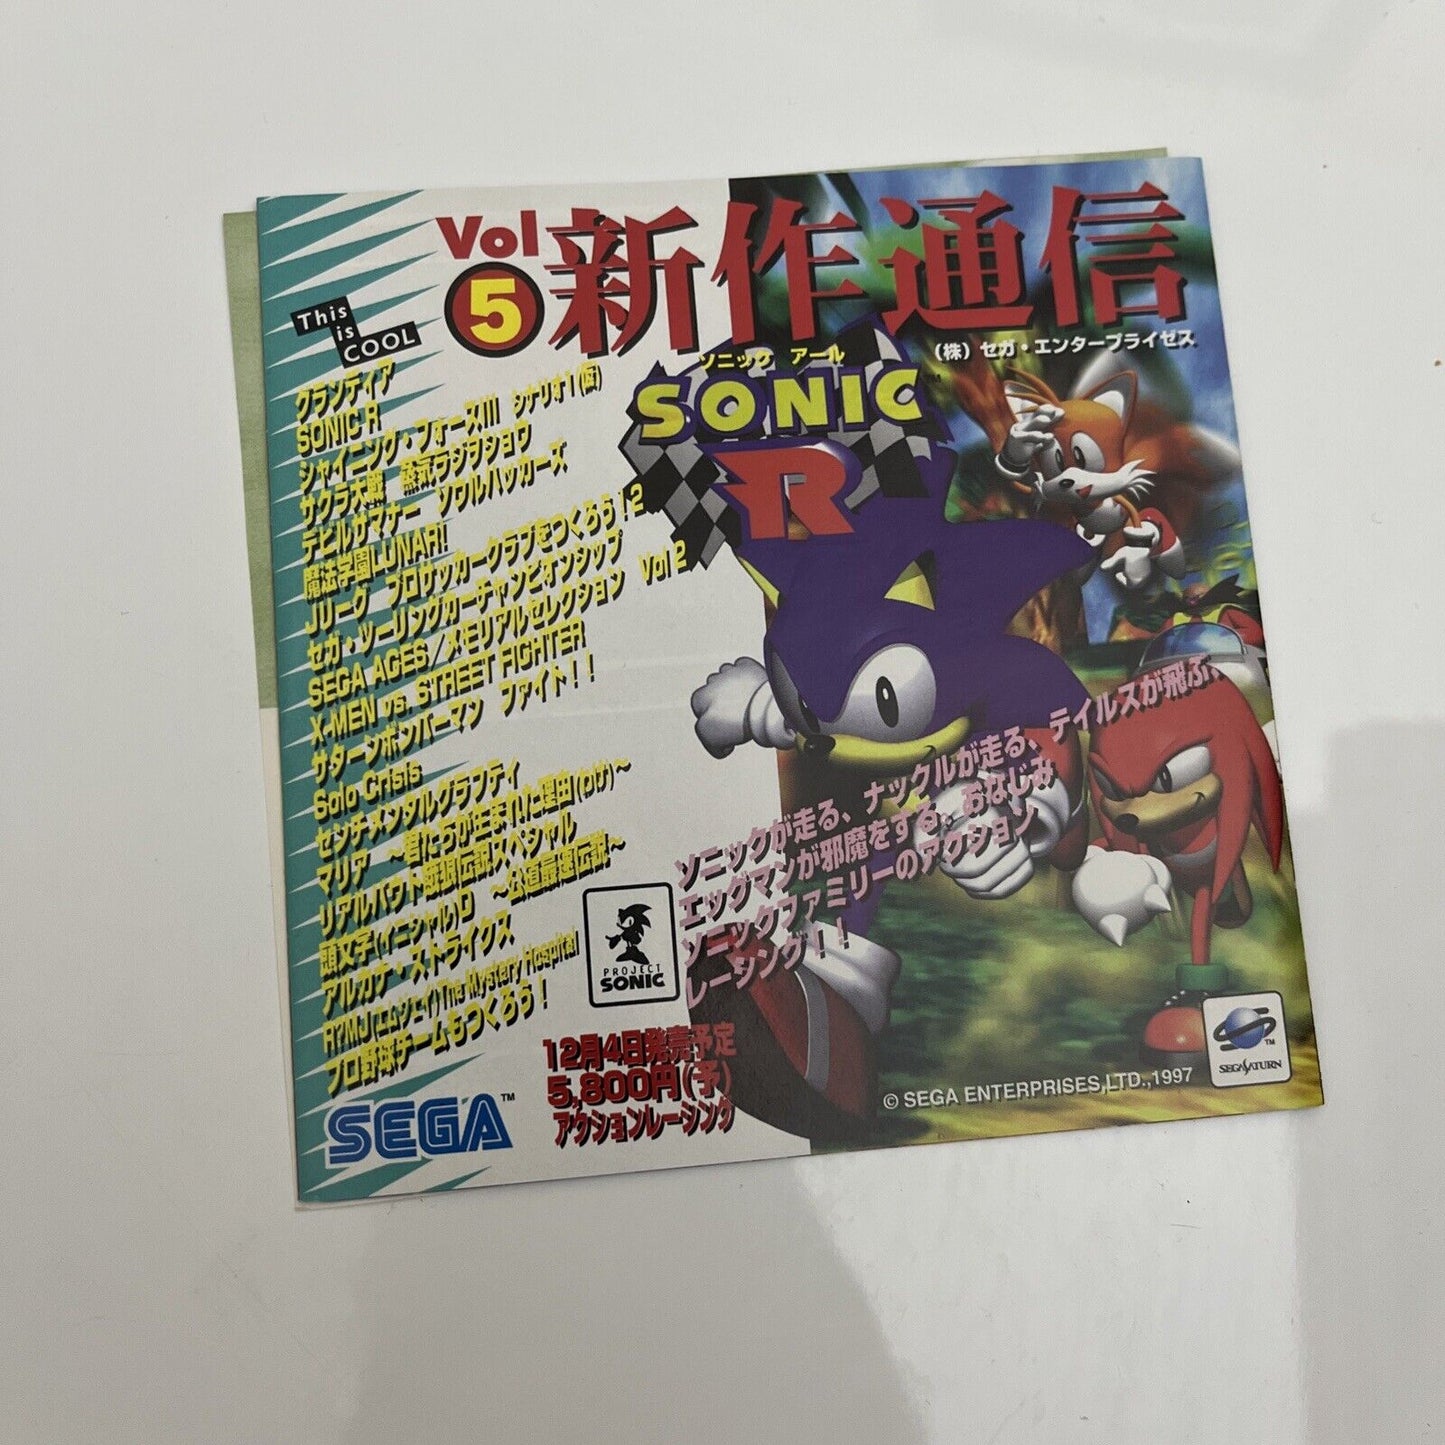 Vol
5
新作通信
(株)セガ・エンタープライゼス
This
is
COOL
グランディア
SONIC R
シャイニング・フォースIII シナリオ1(仮)
サクラ大戦 蒸気ラジヲショウ
デビルサマナー ソウルハッカーズ
魔法学園LUNAR!
Jリーグ プロサッカークラブをつくろう!2
セガ・ツーリングカーチャンピオンシップ
SEGA AGES/メモリアルセレクション Vol 2
X-MEN vs. STREET FIGHTER
サターンボンバーマン ファイト!!
Solo Crisis
センチメンタルグラフティ
マリア ~君たちが生まれた理由(わけ)~
リアルバウト餓狼伝説スペシャル
頭文字(イニシャル)D ~公道最速伝説~
アルカナ・ストライクス
R?MJ(エムジェイ)The Mystery Hospital
プロ野球チームもつくろう!
SEGA™
ソニック アール
SONIC
R
ソニックが走る、ナックルが走る、テイルスが飛ぶ、
エッグマンが邪魔をする、おなじみ
ソニックファミリーのアクション
レーシング!!
PROJECT
SONIC
12月4日発売予定
5,800円(予)
アクションレーシング
© SEGA ENTERPRISES,LTD.,1997
™
SEGA SATURN